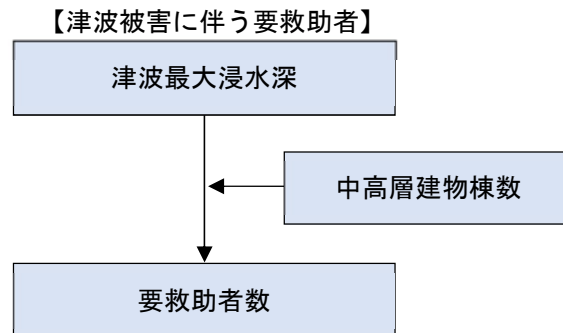 【津波被害に伴う要救助者】
津波最大浸水深
中高層建物棟数
要救助者数